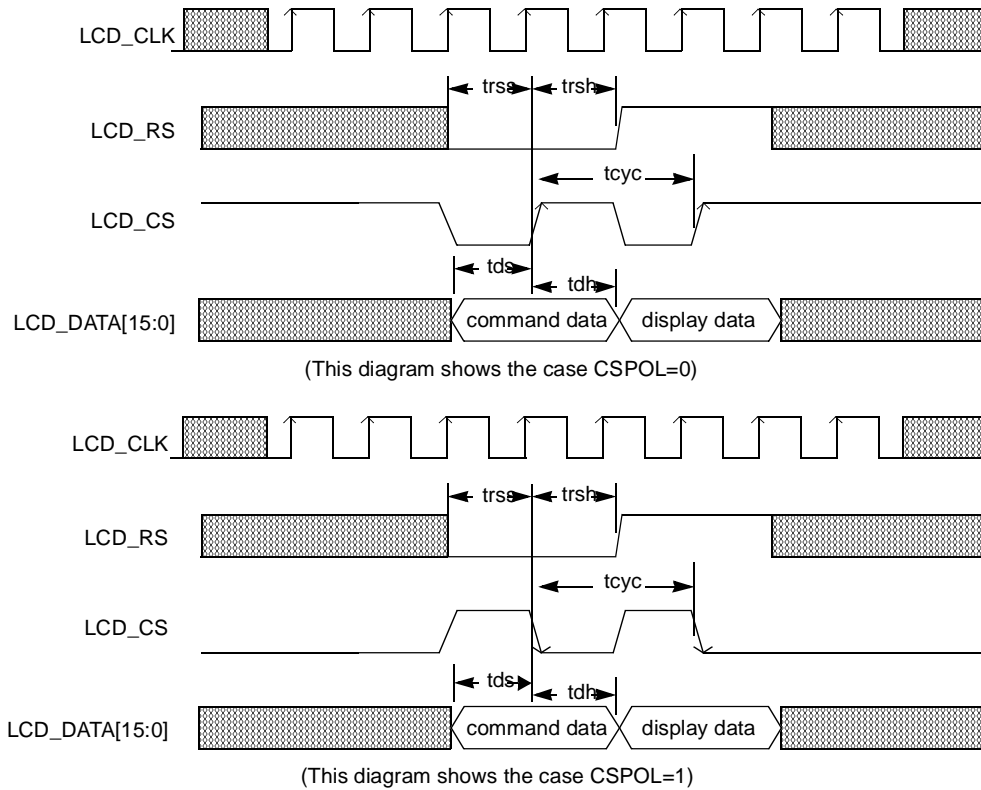 LCD_CLK
trss trsh
LCD_RS
tcyc
LCD_CS
tds
tdh
LCD_DATA[15:0] command data display data
(This diagram shows the case CSPOL=0)
LCD_CLK
trss trsh
LCD_RS
tcyc
LCD_CS
tds
tdh
LCD_DATA[15:0] command data display data
(This diagram shows the case CSPOL=1)